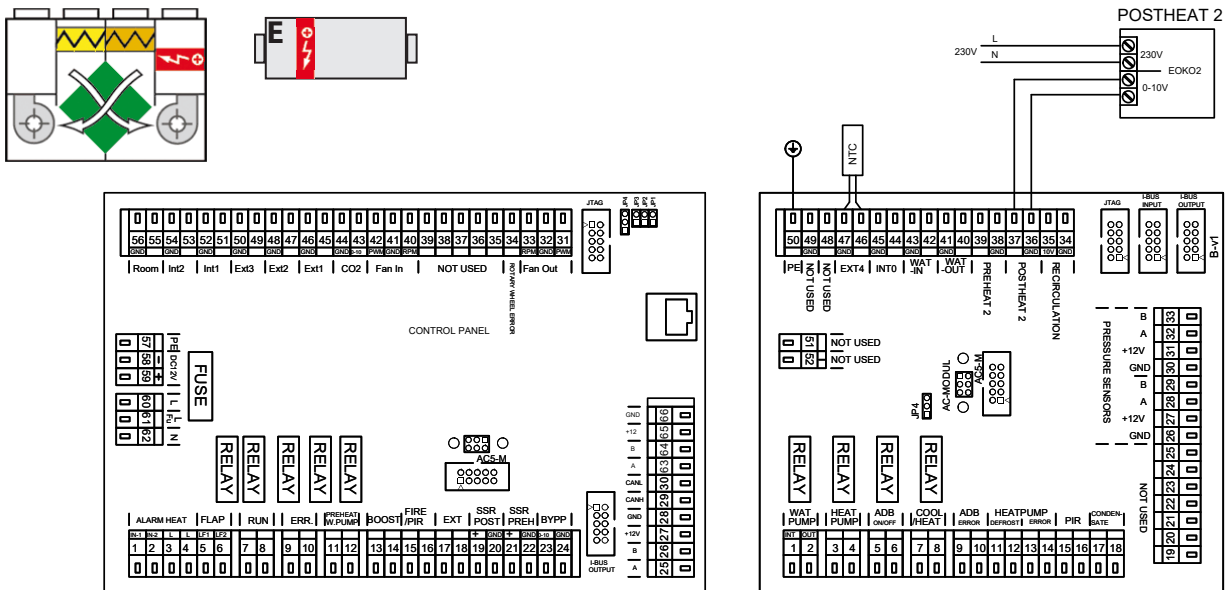 E
POSTHEAT 2
L
230V
N
230V
EOKO2
0-10V
NTC
JTAG
JP4
JP3
JP2
JP1
56 55 54 53 52 51 50 49 48 47 46 45 44 43 42 41 40 39 38 37 36 35 34 33 32 31
GND GND GND GND GND GND GND 0-10 PWM GND RPM RPM GND PWM
Room Int2 Int1 Ext3 Ext2 Ext1 CO2 Fan In NOT USED ROTARY WHEEL ERROR Fan Out
CONTROL PANEL
57 PE
58 -
59 +
DC12V
FUSE
60 L
61 L
Fu
62 N
RELAY RELAY RELAY RELAY RELAY
AC5-M
GND 66
+12 65
B 64
A 63
CANL 30
CANH 29
GND 28
+12V 27
B 26
A 25
ALARM HEAT FLAP RUN ERR. PREHEAT W.PUMP BOOST FIRE /PIR EXT SSR POST SSR PREH BYPP
IN-1 IN-2 L L LF1 LF2 + GND + GND 0-10 GND
1 2 3 4 5 6 7 8 9 10 11 12 13 14 15 16 17 18 19 20 21 22 23 24
I-BUS OUTPUT
JTAG
I-BUS INPUT
I-BUS OUTPUT
B-v1
50 49 48 47 46 45 44 43 42 41 40 39 38 37 36 35 34
GND GND GND GND GND GND GND 10V GND
PE NOT USED NOT USED EXT4 INT0 WAT -IN WAT -OUT PREHEAT 2 POSTHEAT 2 RECIRCULATION
51 NOT USED
52 NOT USED
AC-MODUL
AC5-M
JP4
PRESSURE SENSORS
B 33
A 32
+12V 31
GND 30
B 29
A 28
+12V 27
GND 26
25
24
23
22
21
20
19
NOT USED
RELAY RELAY RELAY RELAY
WAT PUMP HEAT PUMP ADB ON/OFF COOL /HEAT ADB ERROR HEATPUMP DEFROST ERROR PIR CONDEN- SATE
INT OUT
1 2 3 4 5 6 7 8 9 10 11 12 13 14 15 16 17 18